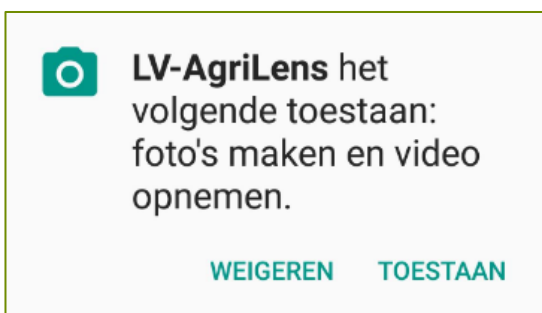 LV-AgriLens het
volgende toestaan:
foto's maken en video
opnemen.
WEIGEREN TOESTAAN